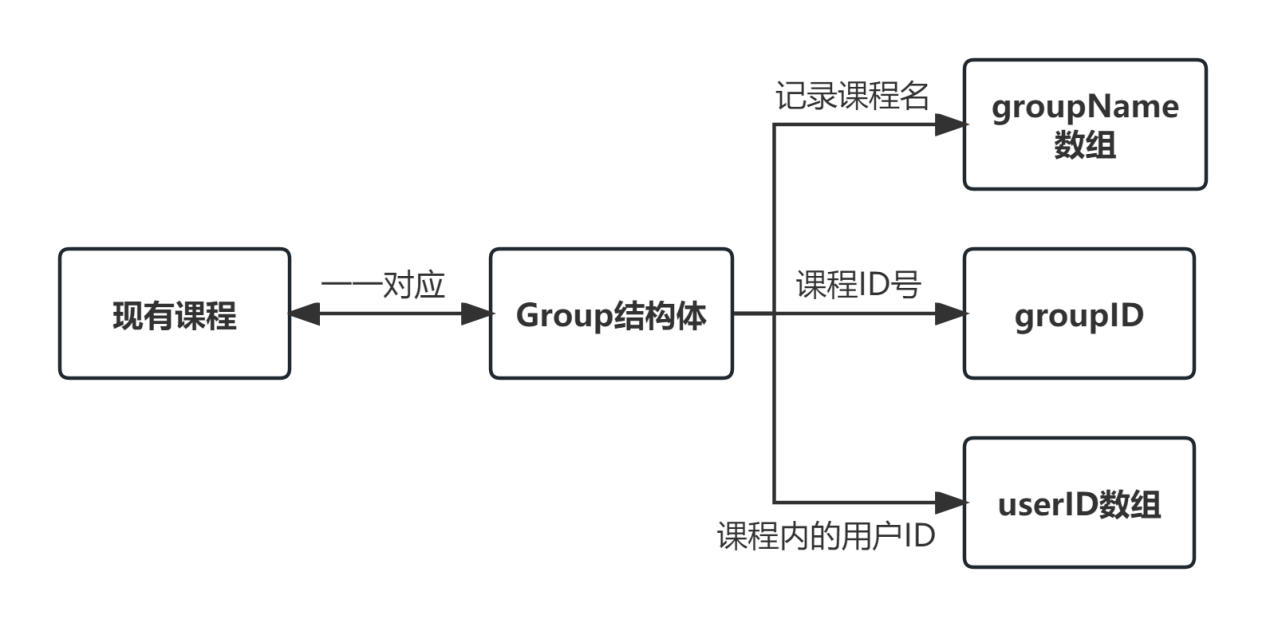 记录课程名
groupName
数组
现有课程
一一对应
Group结构体
课程ID号
groupID
课程内的用户ID
userID数组